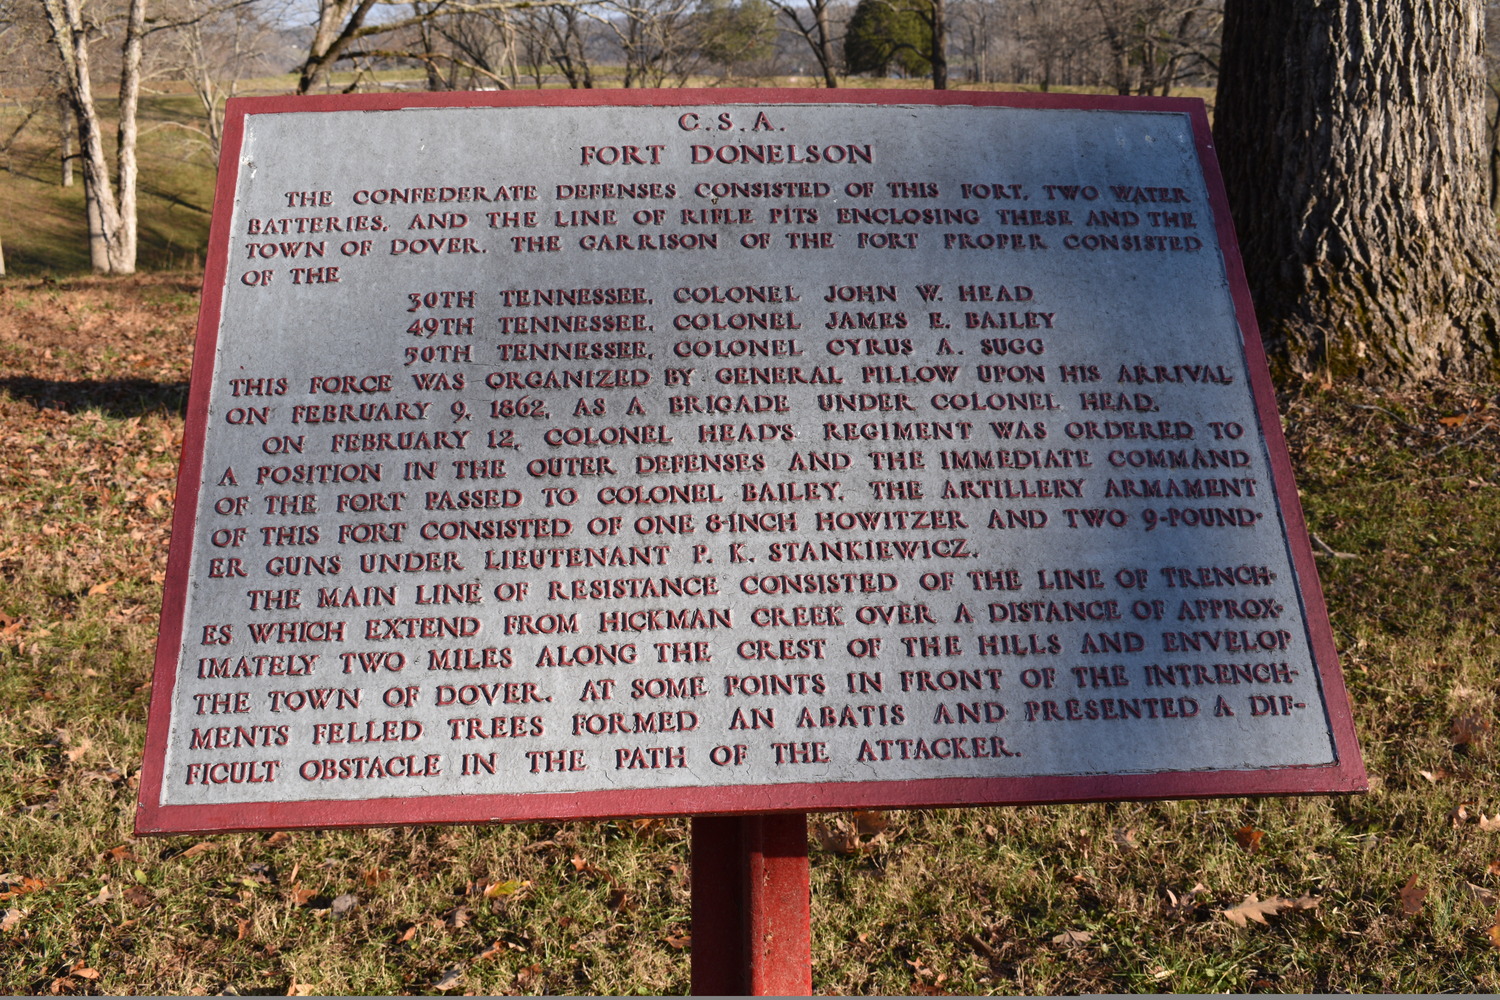 C.S.A.
FORT DONELSON
THE CONFEDERATE DEFENSES CONSISTED OF THIS FORT, TWO WATER
BATTERIES, AND THE LINE OF RIFLE PITS ENCLOSING THESE AND THE
TOWN OF DOVER. THE GARRISON OF THE FORT PROPER CONSISTED
OF THE
30TH TENNESSEE, COLONEL JOHN W. HEAD
49TH TENNESSEE, COLONEL JAMES E. BAILEY
50TH TENNESSEE, COLONEL CYRUS A. SUGG
THIS FORCE WAS ORGANIZED BY GENERAL PILLOW UPON HIS ARRIVAL
ON FEBRUARY 9, 1862, AS A BRIGADE UNDER COLONEL HEAD.
ON FEBRUARY 12, COLONEL HEAD'S REGIMENT WAS ORDERED TO
A POSITION IN THE OUTER DEFENSES AND THE IMMEDIATE COMMAND
OF THE FORT PASSED TO COLONEL BAILEY. THE ARTILLERY ARMAMENT
OF THIS FORT CONSISTED OF ONE 8-INCH HOWITZER AND TWO 9-POUND-
ER GUNS UNDER LIEUTENANT P. K. STANKIEWICZ.
THE MAIN LINE OF RESISTANCE CONSISTED OF THE LINE OF TRENCH-
ES WHICH EXTEND FROM HICKMAN CREEK OVER A DISTANCE OF APPROX-
IMATELY TWO MILES ALONG THE CREST OF THE HILLS AND ENVELOP
THE TOWN OF DOVER. AT SOME POINTS IN FRONT OF THE INTRENCH-
MENTS FELLED TREES FORMED AN ABATIS AND PRESENTED A DIF-
FICULT OBSTACLE IN THE PATH OF THE ATTACKER.